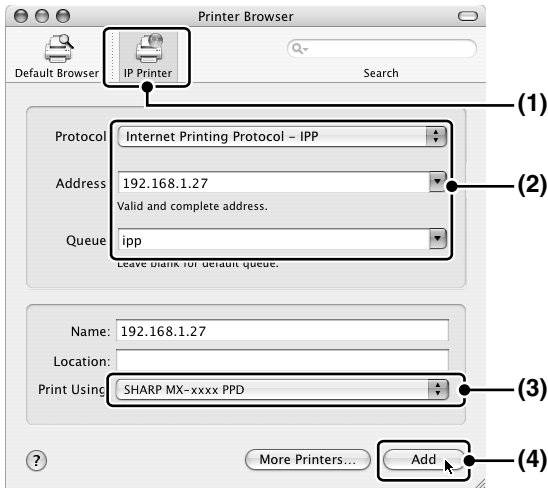 Printer Browser
Default Browser
IP Printer
Search
(1)
Protocol
Internet Printing Protocol – IPP
Address
192.168.1.27
(2)
Valid and complete address.
Queue
ipp
Leave blank for default queue.
Name: 192.168.1.27
Location:
Print Using
SHARP MX-xxxx PPD
(3)
?
More Printers...
Add
(4)